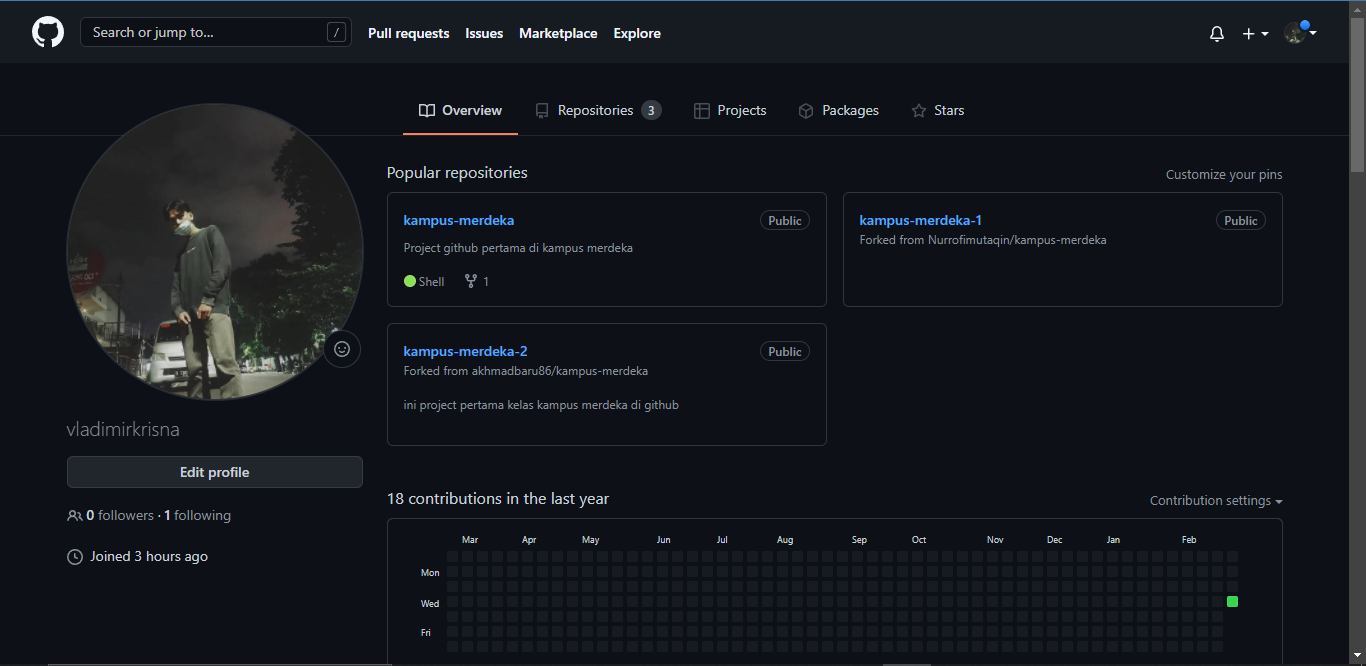 Search or jump to... /
Pull requests
Issues
Marketplace
Explore
Overview
Repositories 3
Projects
Packages
Stars
vladimirkrisna
Edit profile
0 followers · 1 following
Joined 3 hours ago
Popular repositories
Customize your pins
kampus-merdeka Public
Project github pertama di kampus merdeka
Shell 1
kampus-merdeka-1 Public
Forked from Nurrofimutaqin/kampus-merdeka
kampus-merdeka-2 Public
Forked from akhmadbaru86/kampus-merdeka
ini project pertama kelas kampus merdeka di github
18 contributions in the last year
Contribution settings
Mar Apr May Jun Jul Aug Sep Oct Nov Dec Jan Feb
Mon
Wed
Fri